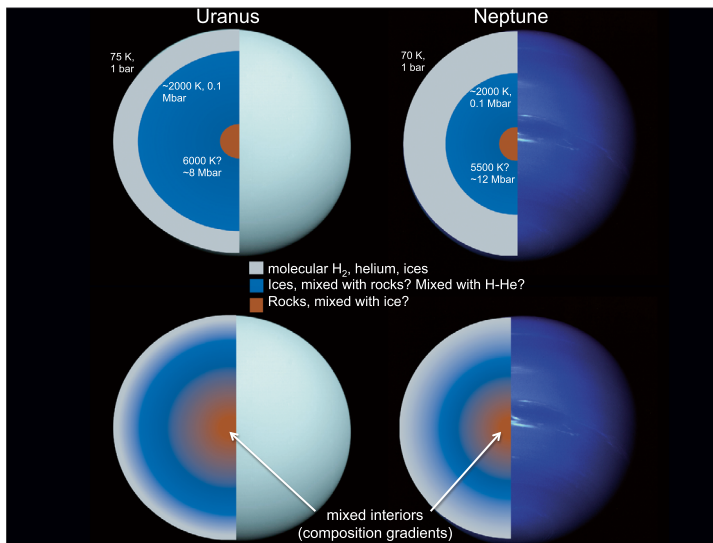 Uranus
Neptune
75 K,
1 bar
~2000 K, 0.1
Mbar
6000 K?
~8 Mbar
70 K,
1 bar
~2000 K,
0.1 Mbar
5500 K?
~12 Mbar
molecular H₂, helium, ices
Ices, mixed with rocks? Mixed with H-He?
Rocks, mixed with ice?
mixed interiors
(composition gradients)